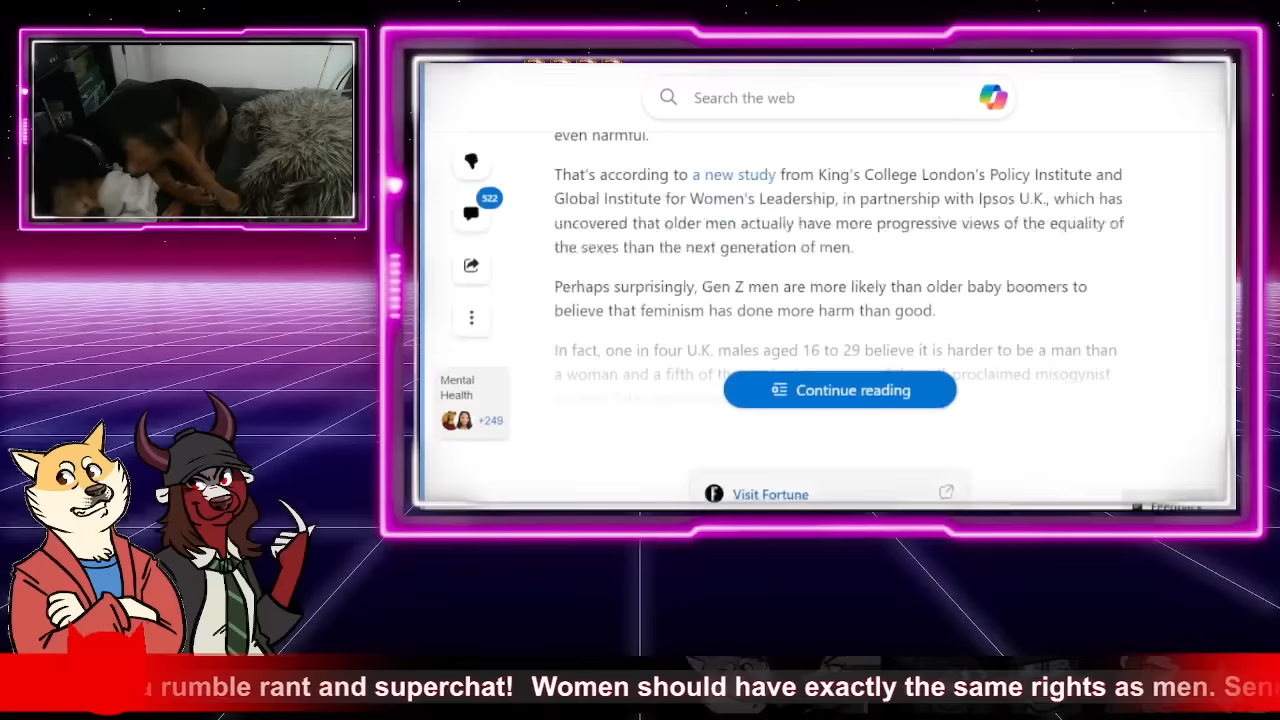 Search the web
even harmful.
522
That's according to a new study from King's College London's Policy Institute and
Global Institute for Women's Leadership, in partnership with Ipsos U.K., which has
uncovered that older men actually have more progressive views of the equality of
the sexes than the next generation of men.
Perhaps surprisingly, Gen Z men are more likely than older baby boomers to
believe that feminism has done more harm than good.
In fact, one in four U.K. males aged 16 to 29 believe it is harder to be a man than
a woman and a fifth of proclaimed misogynist
Continue reading
Mental
Health
+249
Visit Fortune
Feedback
a rumble rant and superchat! Women should have exactly the same rights as men. Sen